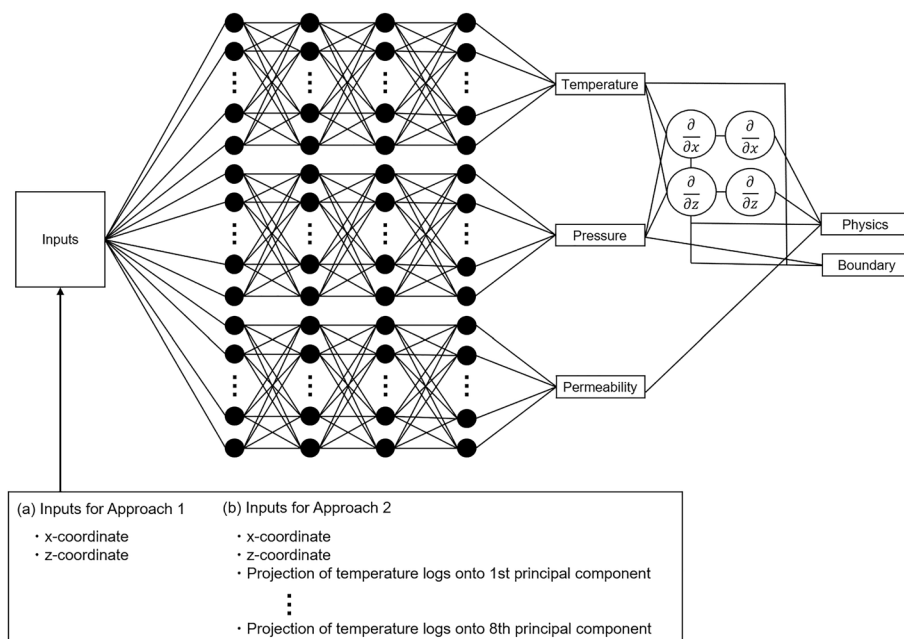 Temperature
∂/∂x
∂/∂x
∂/∂z
∂/∂z
Inputs
Pressure
Physics
Boundary
Permeability
(a) Inputs for Approach 1
・x-coordinate
・z-coordinate
(b) Inputs for Approach 2
・x-coordinate
・z-coordinate
・Projection of temperature logs onto 1st principal component
⋮
・Projection of temperature logs onto 8th principal component